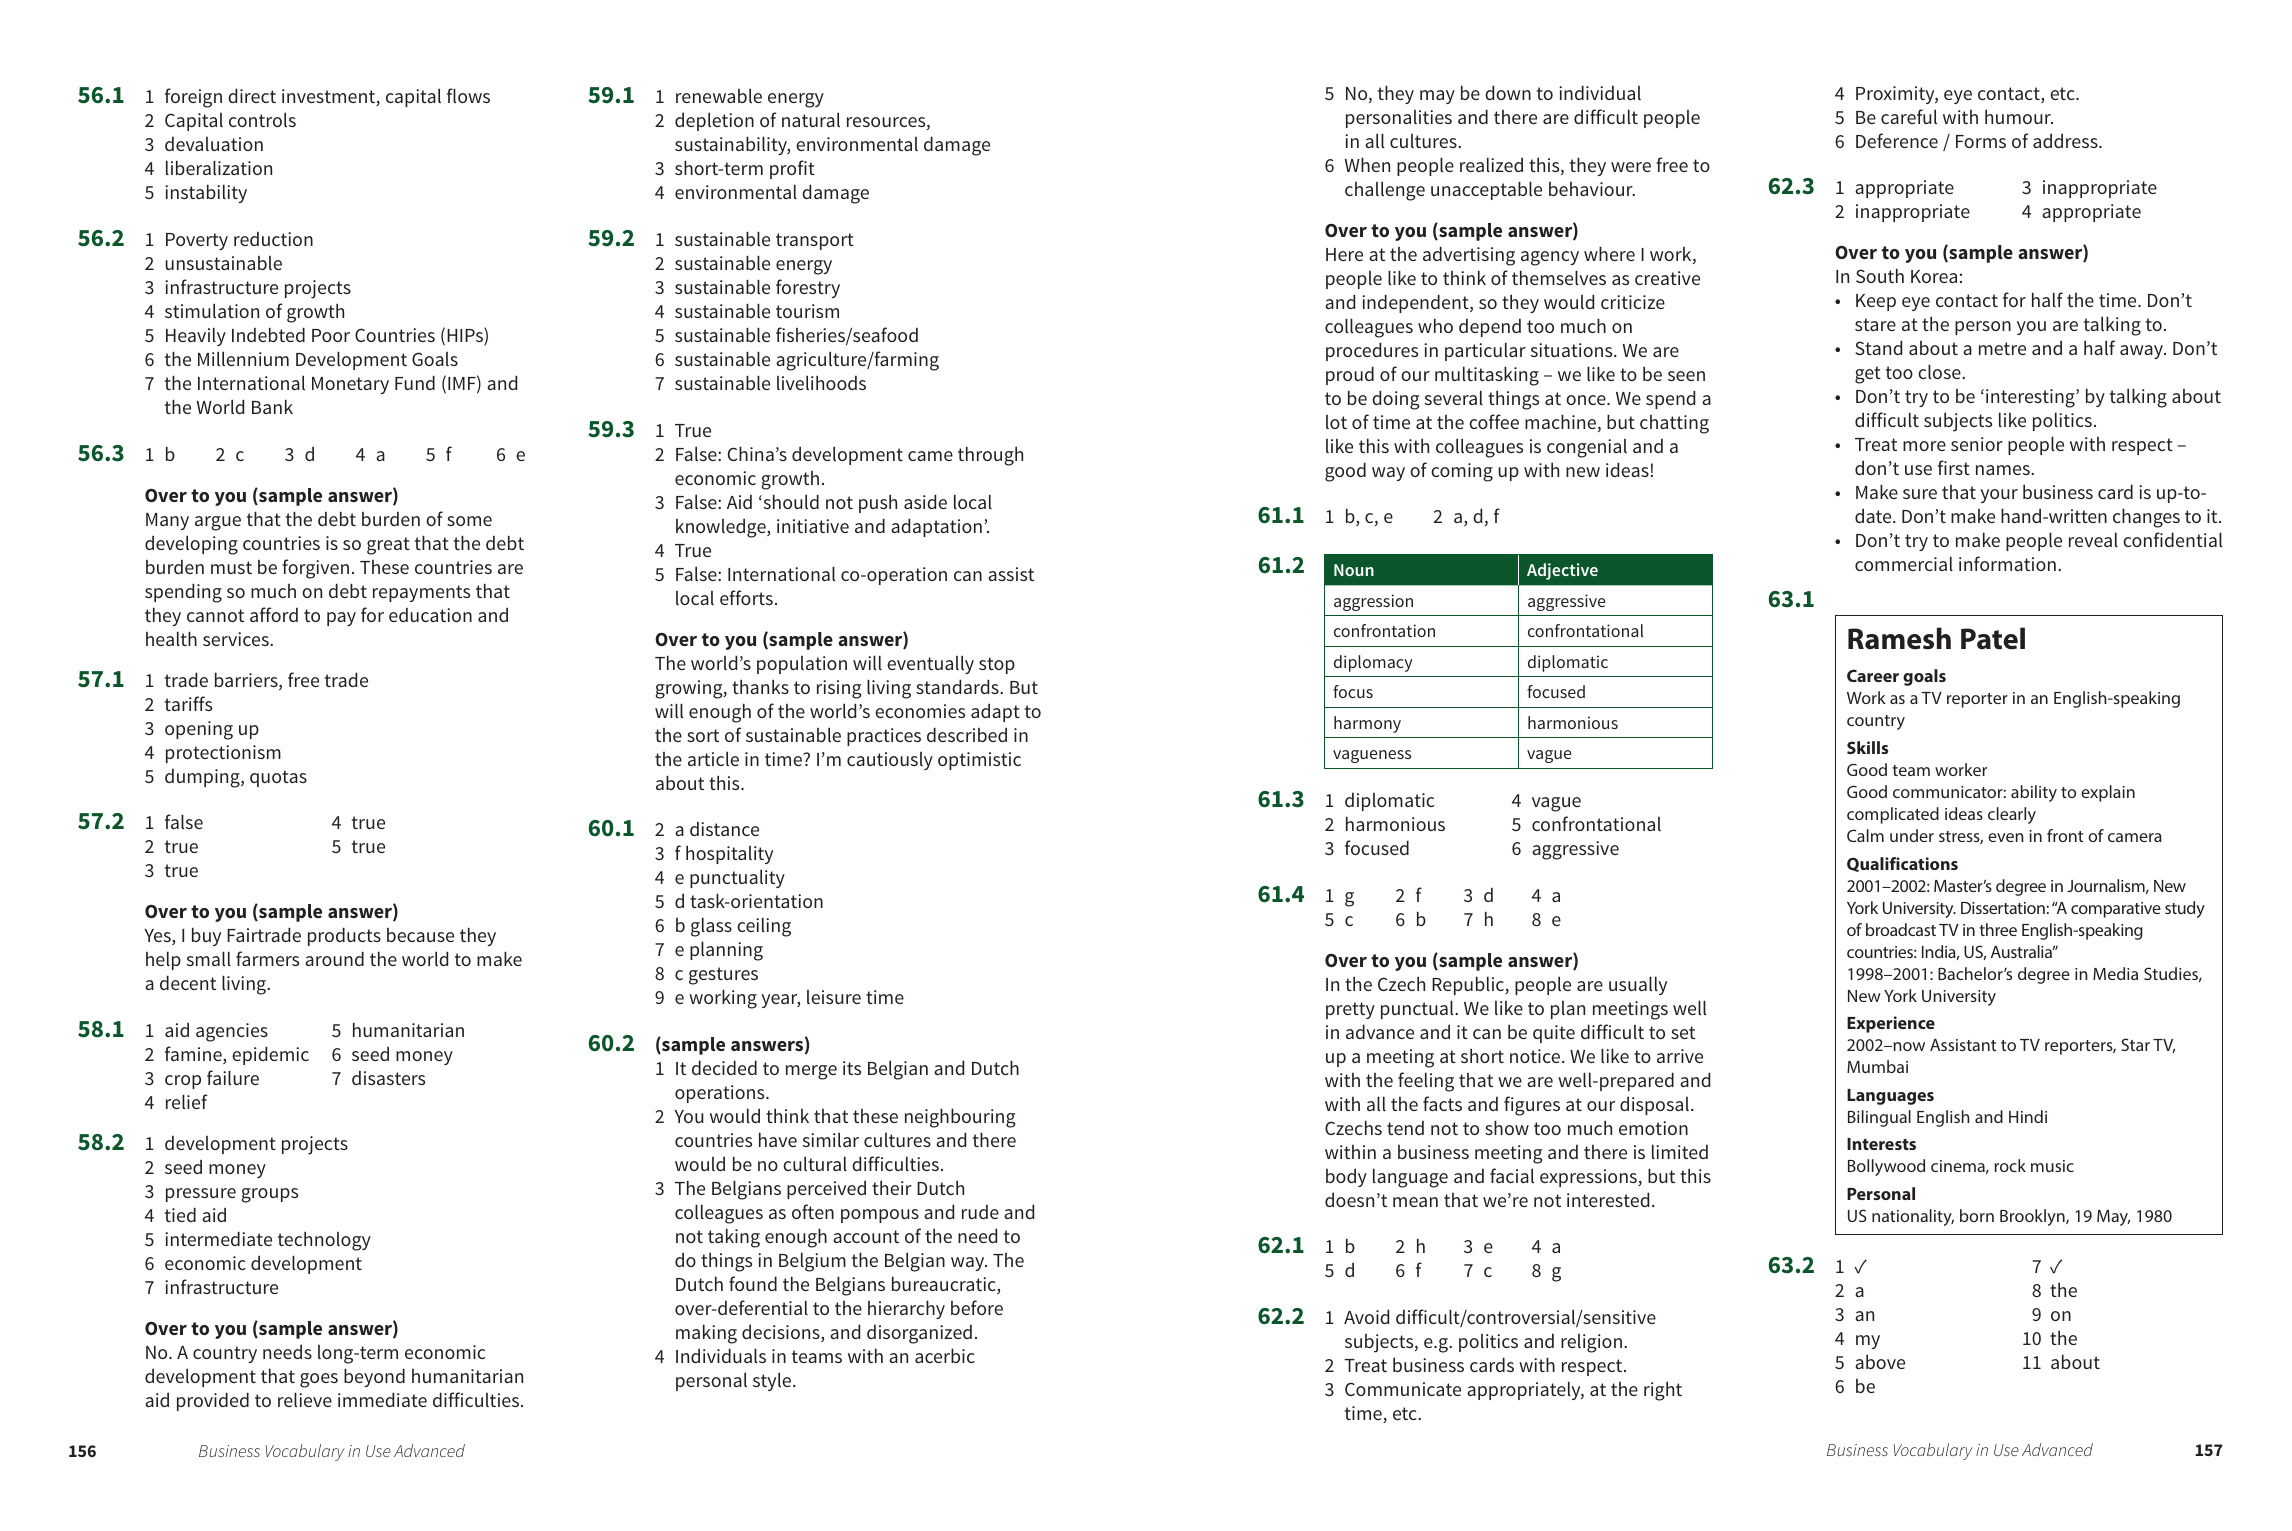 56.1 1 foreign direct investment, capital flows
2 Capital controls
3 devaluation
4 liberalization
5 instability
56.2 1 Poverty reduction
2 unsustainable
3 infrastructure projects
4 stimulation of growth
5 Heavily Indebted Poor Countries (HIPs)
6 the Millennium Development Goals
7 the International Monetary Fund (IMF) and
the World Bank
56.3 1 b 2 c 3 d 4 a 5 f 6 e
Over to you (sample answer)
Many argue that the debt burden of some
developing countries is so great that the debt
burden must be forgiven. These countries are
spending so much on debt repayments that
they cannot afford to pay for education and
health services.
57.1 1 trade barriers, free trade
2 tariffs
3 opening up
4 protectionism
5 dumping, quotas
57.2 1 false 4 true
2 true 5 true
3 true
Over to you (sample answer)
Yes, I buy Fairtrade products because they
help small farmers around the world to make
a decent living.
58.1 1 aid agencies 5 humanitarian
2 famine, epidemic 6 seed money
3 crop failure 7 disasters
4 relief
58.2 1 development projects
2 seed money
3 pressure groups
4 tied aid
5 intermediate technology
6 economic development
7 infrastructure
Over to you (sample answer)
No. A country needs long-term economic
development that goes beyond humanitarian
aid provided to relieve immediate difficulties.
59.1 1 renewable energy
2 depletion of natural resources,
sustainability, environmental damage
3 short-term profit
4 environmental damage
59.2 1 sustainable transport
2 sustainable energy
3 sustainable forestry
4 sustainable tourism
5 sustainable fisheries/seafood
6 sustainable agriculture/farming
7 sustainable livelihoods
59.3 1 True
2 False: China’s development came through
economic growth.
3 False: Aid ‘should not push aside local
knowledge, initiative and adaptation’.
4 True
5 False: International co-operation can assist
local efforts.
Over to you (sample answer)
The world’s population will eventually stop
growing, thanks to rising living standards. But
will enough of the world’s economies adapt to
the sort of sustainable practices described in
the article in time? I’m cautiously optimistic
about this.
60.1 2 a distance
3 f hospitality
4 e punctuality
5 d task-orientation
6 b glass ceiling
7 e planning
8 c gestures
9 e working year, leisure time
60.2 (sample answers)
1 It decided to merge its Belgian and Dutch
operations.
2 You would think that these neighbouring
countries have similar cultures and there
would be no cultural difficulties.
3 The Belgians perceived their Dutch
colleagues as often pompous and rude and
not taking enough account of the need to
do things in Belgium the Belgian way. The
Dutch found the Belgians bureaucratic,
over-deferential to the hierarchy before
making decisions, and disorganized.
4 Individuals in teams with an acerbic
personal style.
156 Business Vocabulary in Use Advanced
5 No, they may be down to individual
personalities and there are difficult people
in all cultures.
6 When people realized this, they were free to
challenge unacceptable behaviour.
Over to you (sample answer)
Here at the advertising agency where I work,
people like to think of themselves as creative
and independent, so they would criticize
colleagues who depend too much on
procedures in particular situations. We are
proud of our multitasking – we like to be seen
to be doing several things at once. We spend a
lot of time at the coffee machine, but chatting
like this with colleagues is congenial and a
good way of coming up with new ideas!
61.1 1 b, c, e 2 a, d, f
61.2 Noun Adjective
aggression aggressive
confrontation confrontational
diplomacy diplomatic
focus focused
harmony harmonious
vagueness vague
61.3 1 diplomatic 4 vague
2 harmonious 5 confrontational
3 focused 6 aggressive
61.4 1 g 2 f 3 d 4 a
5 c 6 b 7 h 8 e
Over to you (sample answer)
In the Czech Republic, people are usually
pretty punctual. We like to plan meetings well
in advance and it can be quite difficult to set
up a meeting at short notice. We like to arrive
with the feeling that we are well-prepared and
with all the facts and figures at our disposal.
Czechs tend not to show too much emotion
within a business meeting and there is limited
body language and facial expressions, but this
doesn’t mean that we’re not interested.
62.1 1 b 2 h 3 e 4 a
5 d 6 f 7 c 8 g
62.2 1 Avoid difficult/controversial/sensitive
subjects, e.g. politics and religion.
2 Treat business cards with respect.
3 Communicate appropriately, at the right
time, etc.
4 Proximity, eye contact, etc.
5 Be careful with humour.
6 Deference / Forms of address.
62.3 1 appropriate 3 inappropriate
2 inappropriate 4 appropriate
Over to you (sample answer)
In South Korea:
• Keep eye contact for half the time. Don’t
stare at the person you are talking to.
• Stand about a metre and a half away. Don’t
get too close.
• Don’t try to be ‘interesting’ by talking about
difficult subjects like politics.
• Treat more senior people with respect –
don’t use first names.
• Make sure that your business card is up-to-
date. Don’t make hand-written changes to it.
• Don’t try to make people reveal confidential
commercial information.
63.1
Ramesh Patel
Career goals
Work as a TV reporter in an English-speaking
country
Skills
Good team worker
Good communicator: ability to explain
complicated ideas clearly
Calm under stress, even in front of camera
Qualifications
2001–2002: Master’s degree in Journalism, New
York University. Dissertation: “A comparative study
of broadcast TV in three English-speaking
countries: India, US, Australia”
1998–2001: Bachelor’s degree in Media Studies,
New York University
Experience
2002–now Assistant to TV reporters, Star TV,
Mumbai
Languages
Bilingual English and Hindi
Interests
Bollywood cinema, rock music
Personal
US nationality, born Brooklyn, 19 May, 1980
63.2 1 ✓ 7 ✓
2 a 8 the
3 an 9 on
4 my 10 the
5 above 11 about
6 be
Business Vocabulary in Use Advanced 157